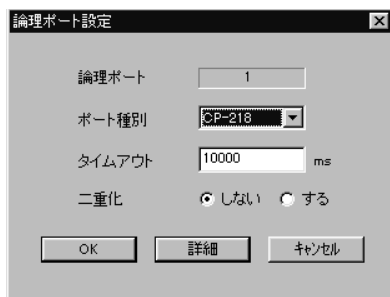 論理ポート設定
論理ポート 1
ポート種別 CP-218
タイムアウト 10000 ms
二重化 しない する
OK 詳細 キャンセル